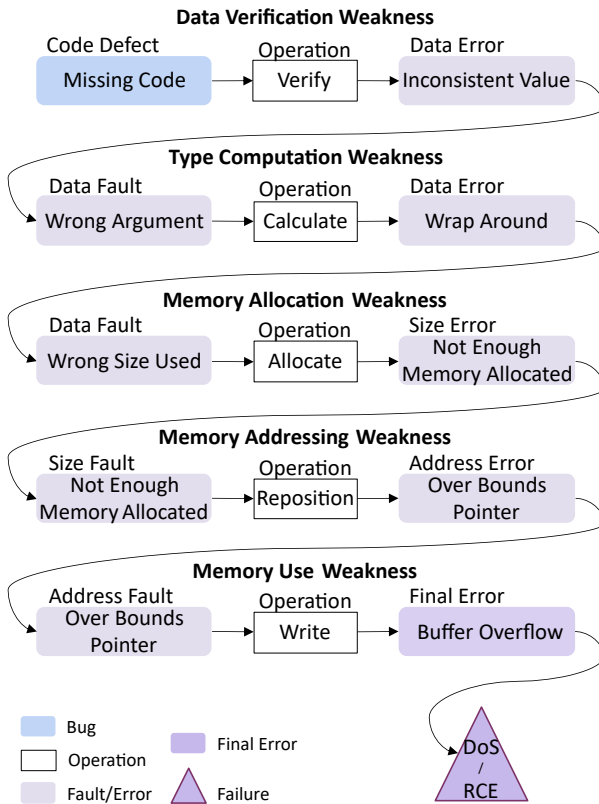 Data Verification Weakness
Code Defect Operation Data Error
Missing Code Verify Inconsistent Value
Type Computation Weakness
Data Fault Operation Data Error
Wrong Argument Calculate Wrap Around
Memory Allocation Weakness
Data Fault Operation Size Error
Wrong Size Used Allocate Not Enough
Memory Allocated
Memory Addressing Weakness
Size Fault Operation Address Error
Not Enough
Memory Allocated Reposition Over Bounds
Pointer
Memory Use Weakness
Address Fault Operation Final Error
Over Bounds
Pointer Write Buffer Overflow
Bug
Operation
Fault/Error
Final Error
Failure
DoS
/
RCE